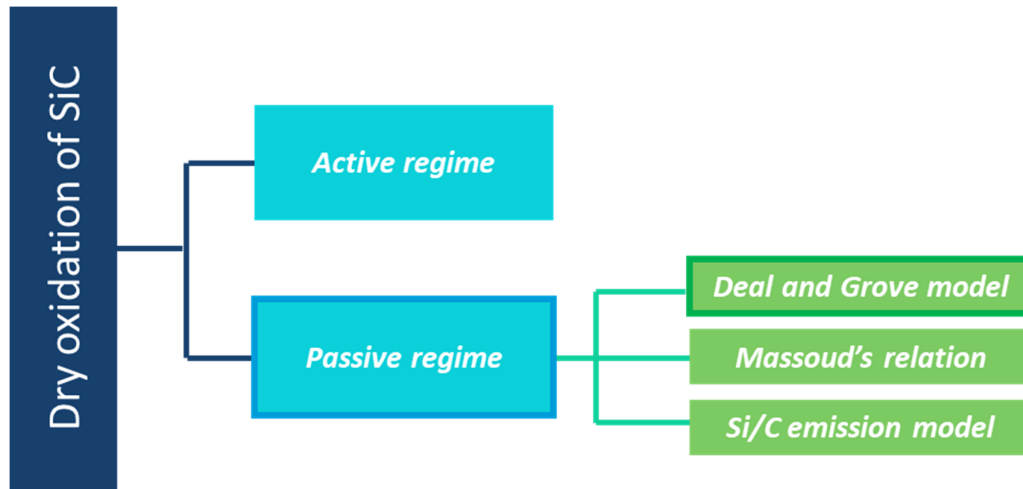 Dry oxidation of SiC
Active regime
Passive regime
Deal and Grove model
Massoud's relation
Si/C emission model